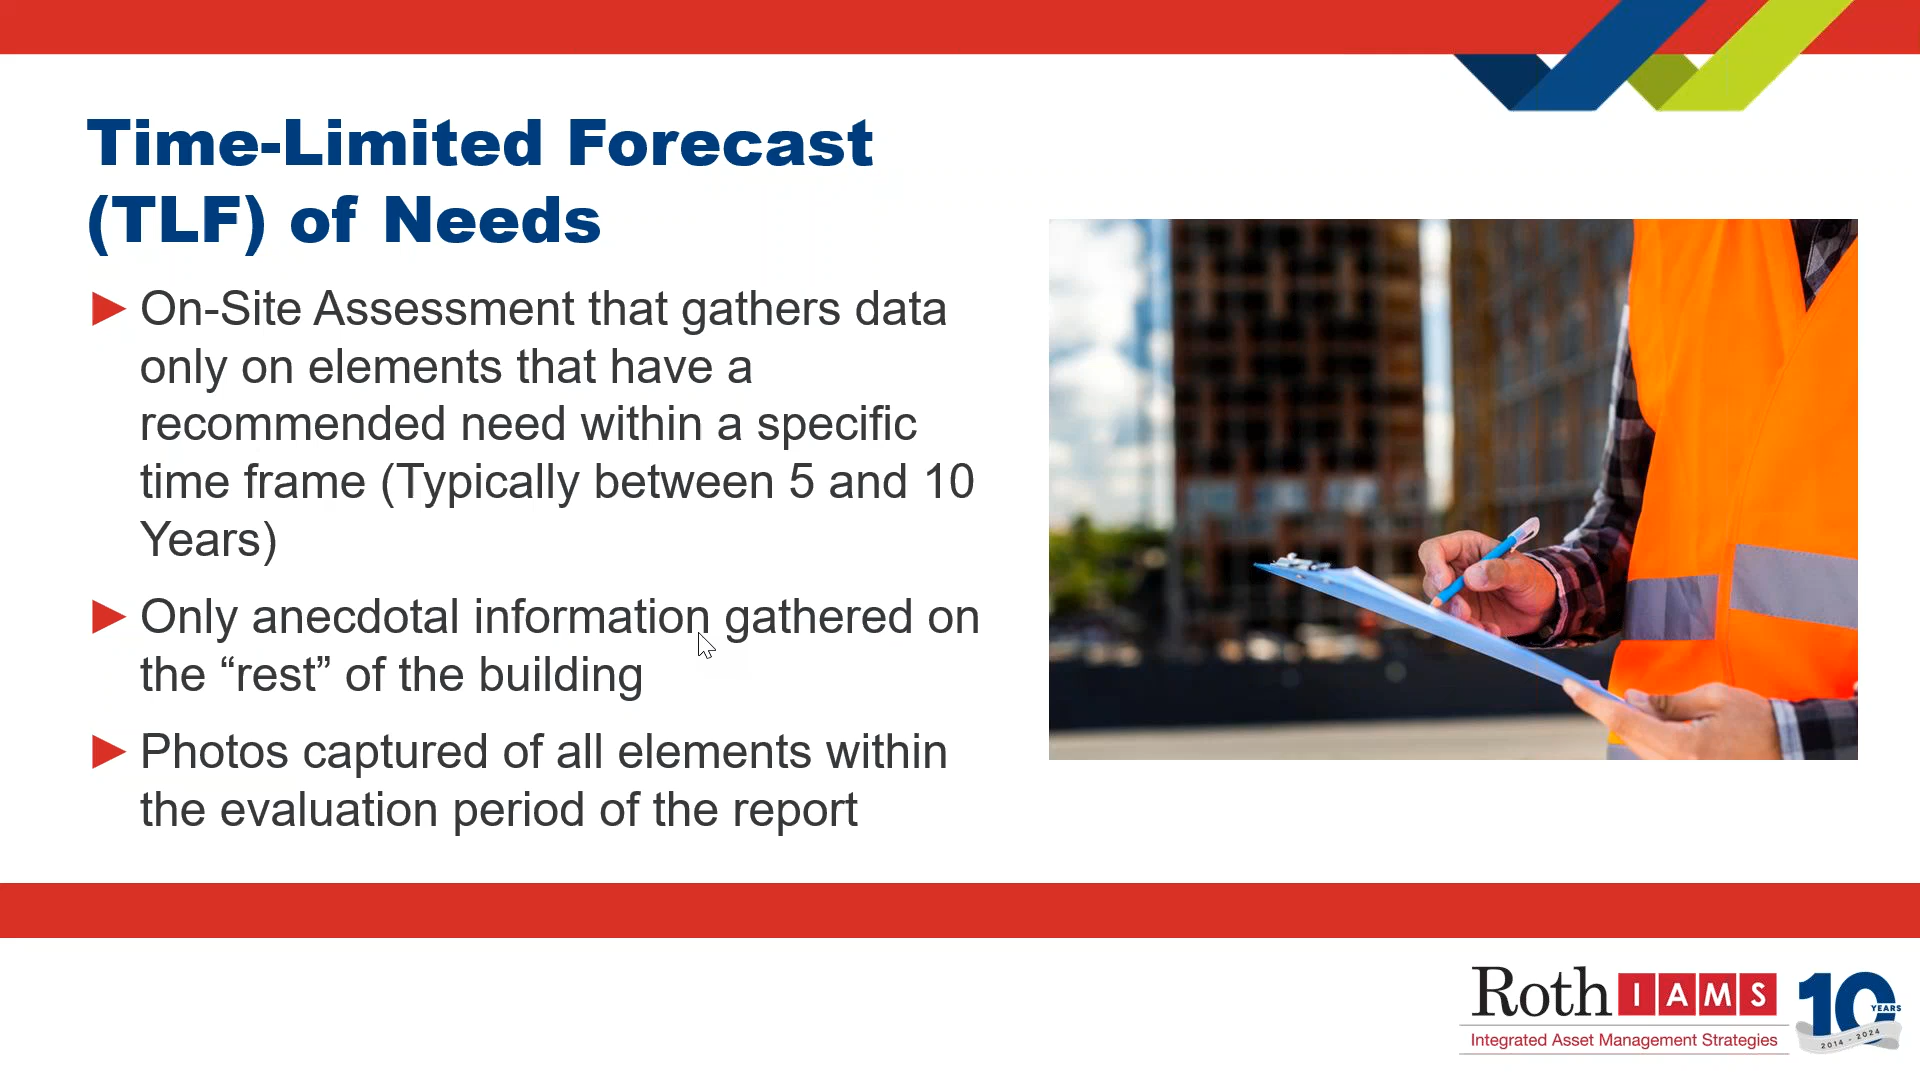 Time-Limited Forecast
(TLF) of Needs
On-Site Assessment that gathers data
only on elements that have a
recommended need within a specific
time frame (Typically between 5 and 10
Years)
Only anecdotal information gathered on
the “rest” of the building
Photos captured of all elements within
the evaluation period of the report
Roth IAMS
Integrated Asset Management Strategies
10
YEARS
2014 - 2024